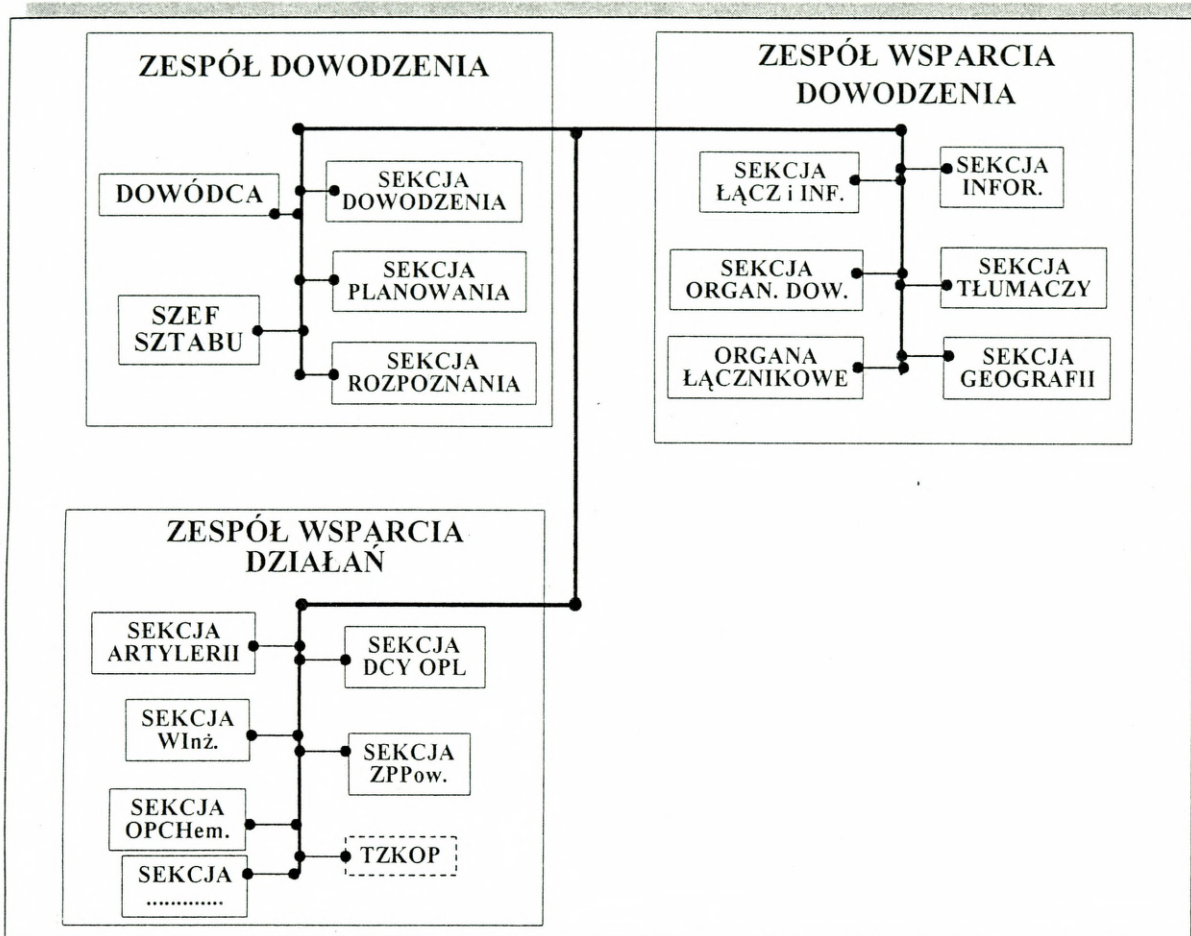 ZESPÓŁ DOWODZENIA
DOWÓDCA
SZEF
SZTABU
SEKCJA
DOWODZENIA
SEKCJA
PLANOWANIA
SEKCJA
ROZPOZNANIA
ZESPÓŁ WSPARCIA
DOWODZENIA
SEKCJA
ŁĄCZ i INF.
SEKCJA
ORGAN. DOW.
ORGANA
ŁĄCZNIKOWE
SEKCJA
INFOR.
SEKCJA
TŁUMACZY
SEKCJA
GEOGRAFII
ZESPÓŁ WSPARCIA
DZIAŁAŃ
SEKCJA
ARTYLERII
SEKCJA
WInż.
SEKCJA
OPCHem.
SEKCJA
.............
SEKCJA
DCY OPL
SEKCJA
ZPPow.
TZKOP